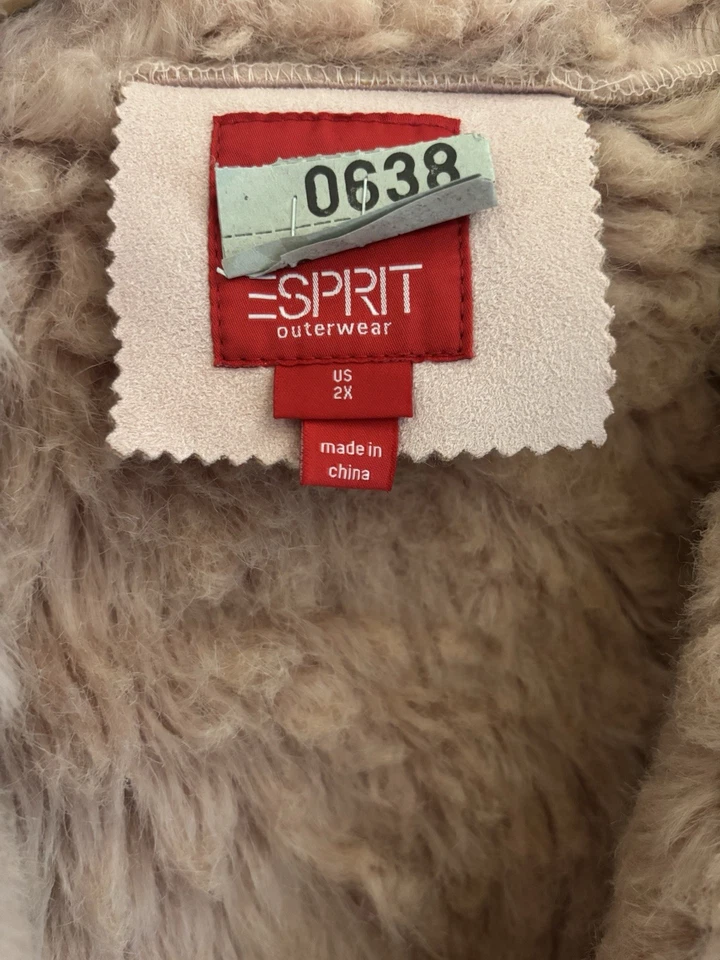 0638
ESPRIT
outerwear
US
2X
made in
china